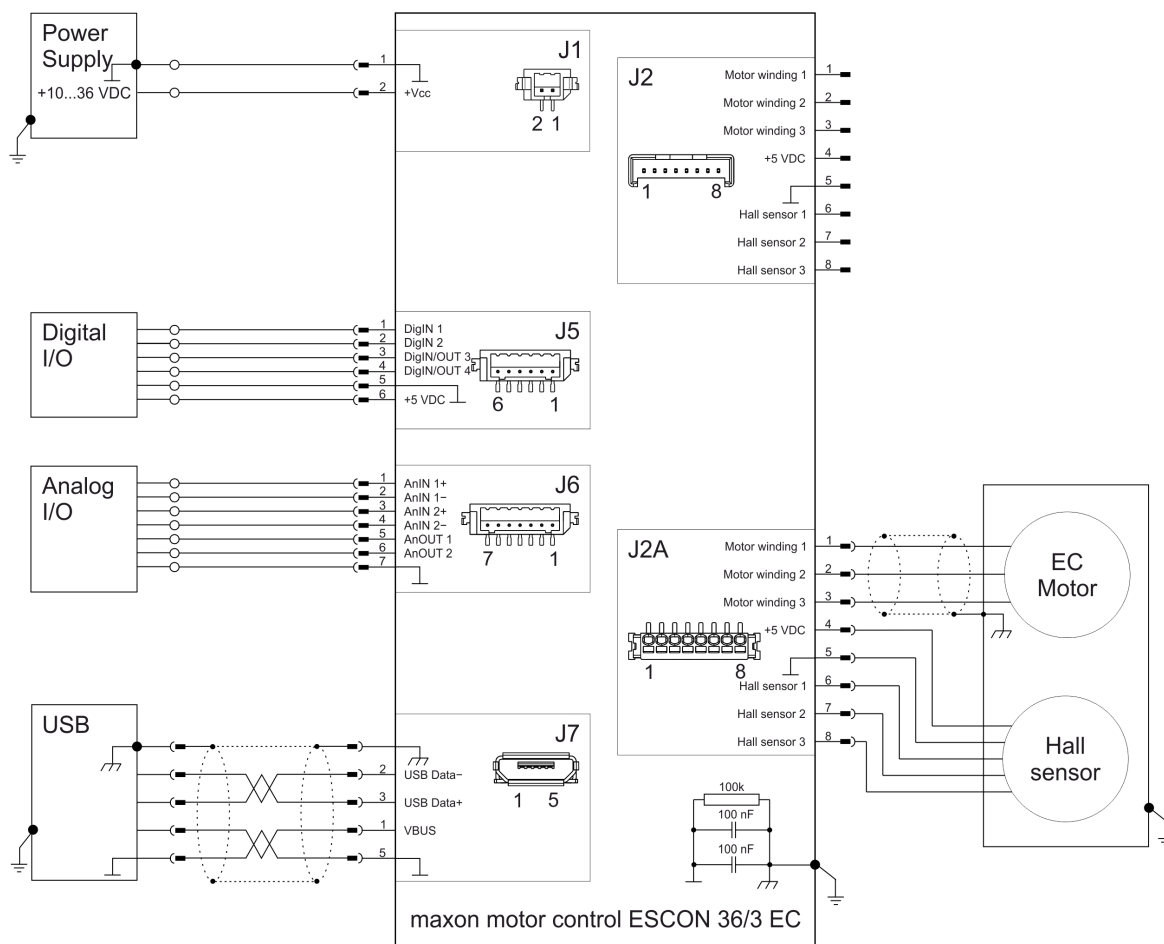 Power
Supply
+10...36 VDC
1
2
+Vcc
J1
2 1
J2
1 8
Motor winding 1
Motor winding 2
Motor winding 3
+5 VDC
Hall sensor 1
Hall sensor 2
Hall sensor 3
1
2
3
4
5
6
7
8
Digital
I/O
1
2
3
4
5
6
DigIN 1
DigIN 2
DigIN/OUT 3
DigIN/OUT 4
+5 VDC
J5
6 1
Analog
I/O
1
2
3
4
5
6
7
AnIN 1+
AnIN 1−
AnIN 2+
AnIN 2−
AnOUT 1
AnOUT 2
J6
7 1
J2A
1 8
Motor winding 1
Motor winding 2
Motor winding 3
+5 VDC
Hall sensor 1
Hall sensor 2
Hall sensor 3
1
2
3
4
5
6
7
8
EC
Motor
Hall
sensor
USB
2
3
1
5
USB Data−
USB Data+
VBUS
J7
1 5
100k
100 nF
100 nF
maxon motor control ESCON 36/3 EC